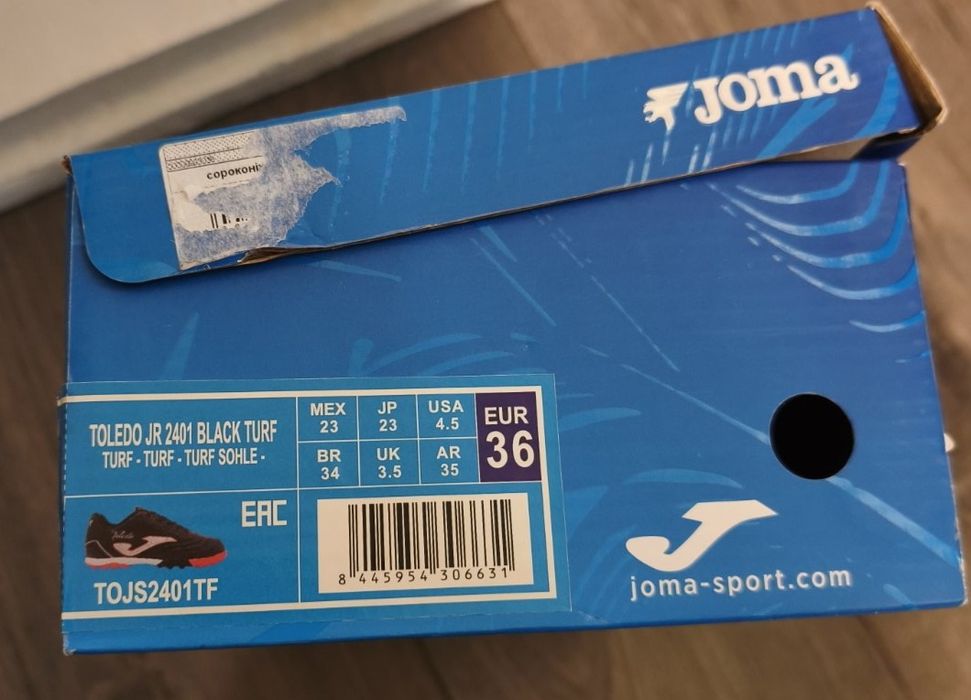 Joma
TOLEDO JR 2401 BLACK TURF
TURF - TURF - TURF SOHLE -
MEX
23
JP
23
USA
4.5
EUR
36
BR
34
UK
3.5
AR
35
EAC
Toledo
TOJS2401TF
8 445954 306631
joma-sport.com